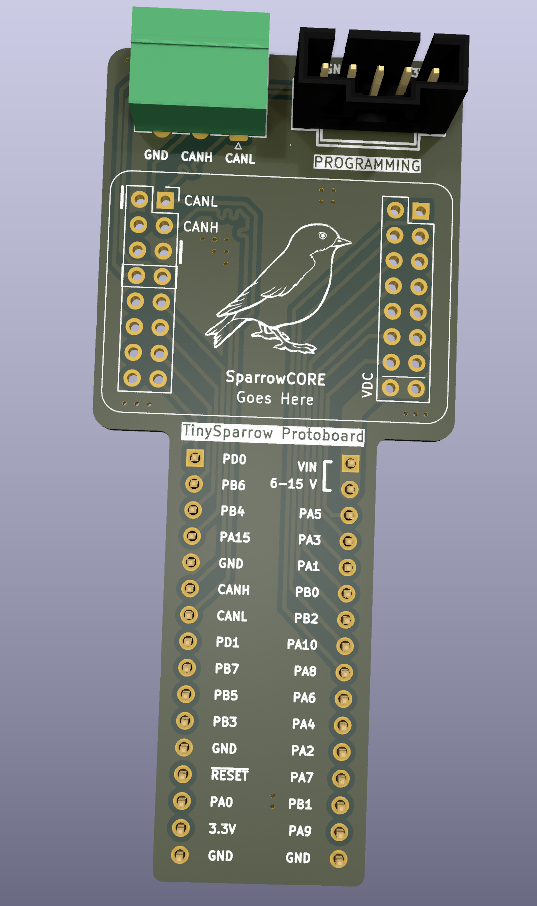 GND CANH CANL
PROGRAMMING
CANL
CANH
SparrowCORE
Goes Here
VDC
TinySparrow Protoboard
PD0
PB6
PB4
PA15
GND
CANH
CANL
PD1
PB7
PB5
PB3
GND
RESET
PA0
3.3V
GND
VIN
6-15 V
PA5
PA3
PA1
PB0
PB2
PA10
PA8
PA6
PA4
PA2
PA7
PB1
PA9
GND